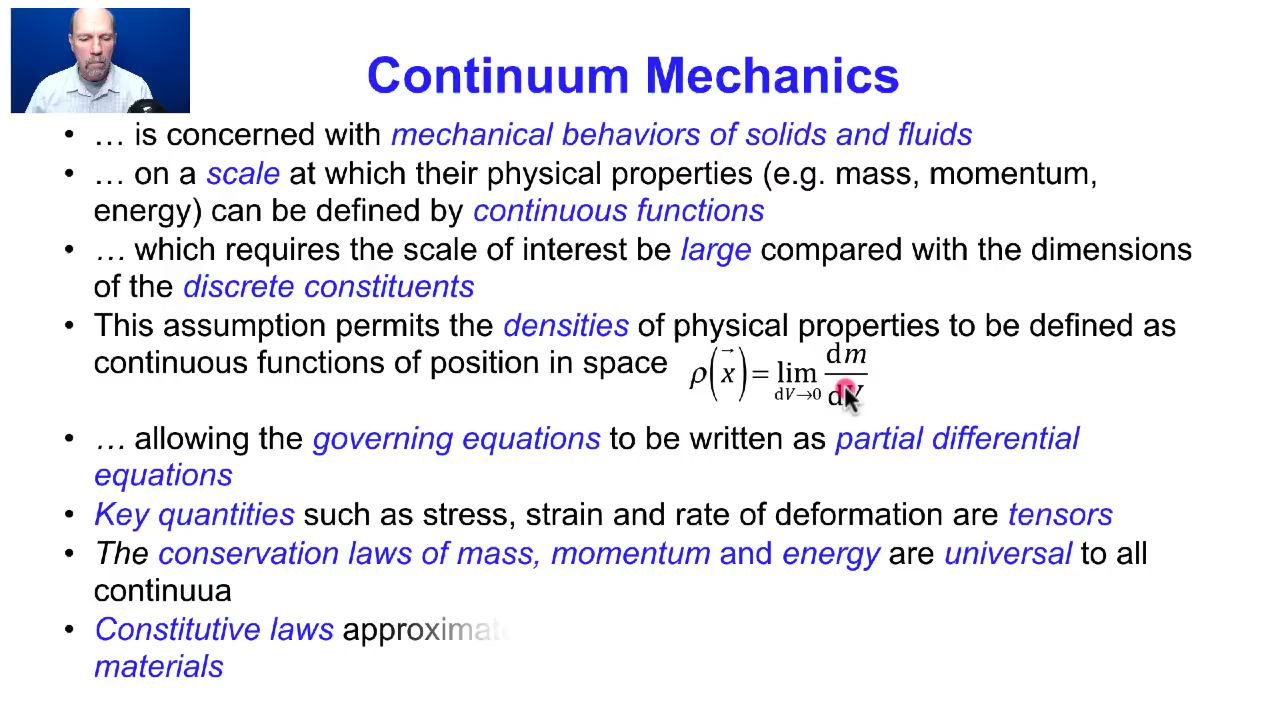 Continuum Mechanics
• … is concerned with mechanical behaviors of solids and fluids
• … on a scale at which their physical properties (e.g. mass, momentum,
energy) can be defined by continuous functions
• … which requires the scale of interest be large compared with the dimensions
of the discrete constituents
• This assumption permits the densities of physical properties to be defined as
continuous functions of position in space ρ(x⃗) = lim dV→0 dm/dV
• … allowing the governing equations to be written as partial differential
equations
• Key quantities such as stress, strain and rate of deformation are tensors
• The conservation laws of mass, momentum and energy are universal to all
continuua
• Constitutive laws approximat
materials